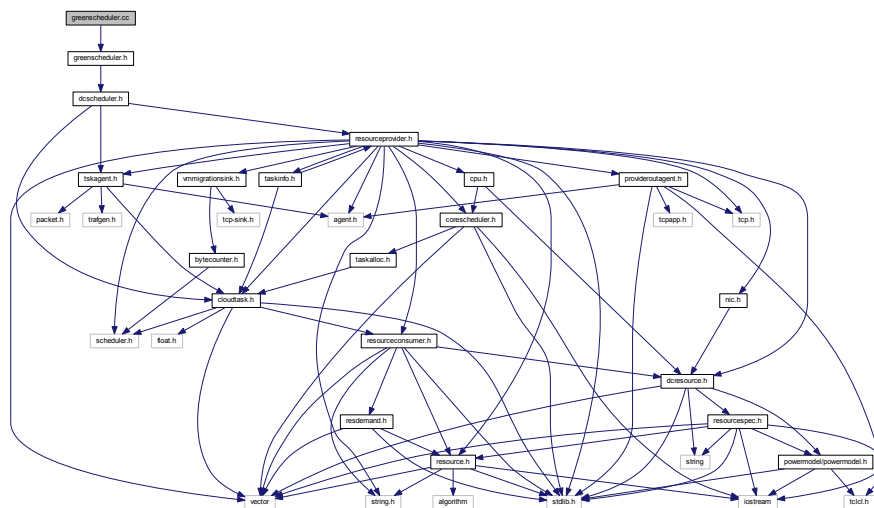 greenscheduler.cc
greenscheduler.h
dcscheduler.h
resourceprovider.h
tskagent.h
vmmigrationsink.h
taskinfo.h
cpu.h
provideroutagent.h
packet.h
trafgen.h
tcp-sink.h
agent.h
corescheduler.h
tcpapp.h
tcp.h
bytecounter.h
taskalloc.h
cloudtask.h
nic.h
scheduler.h
float.h
resourceconsumer.h
dcresource.h
resdemand.h
resourcespec.h
resource.h
string
powermodel/powermodel.h
vector
string.h
algorithm
stdlib.h
iostream
tclcl.h